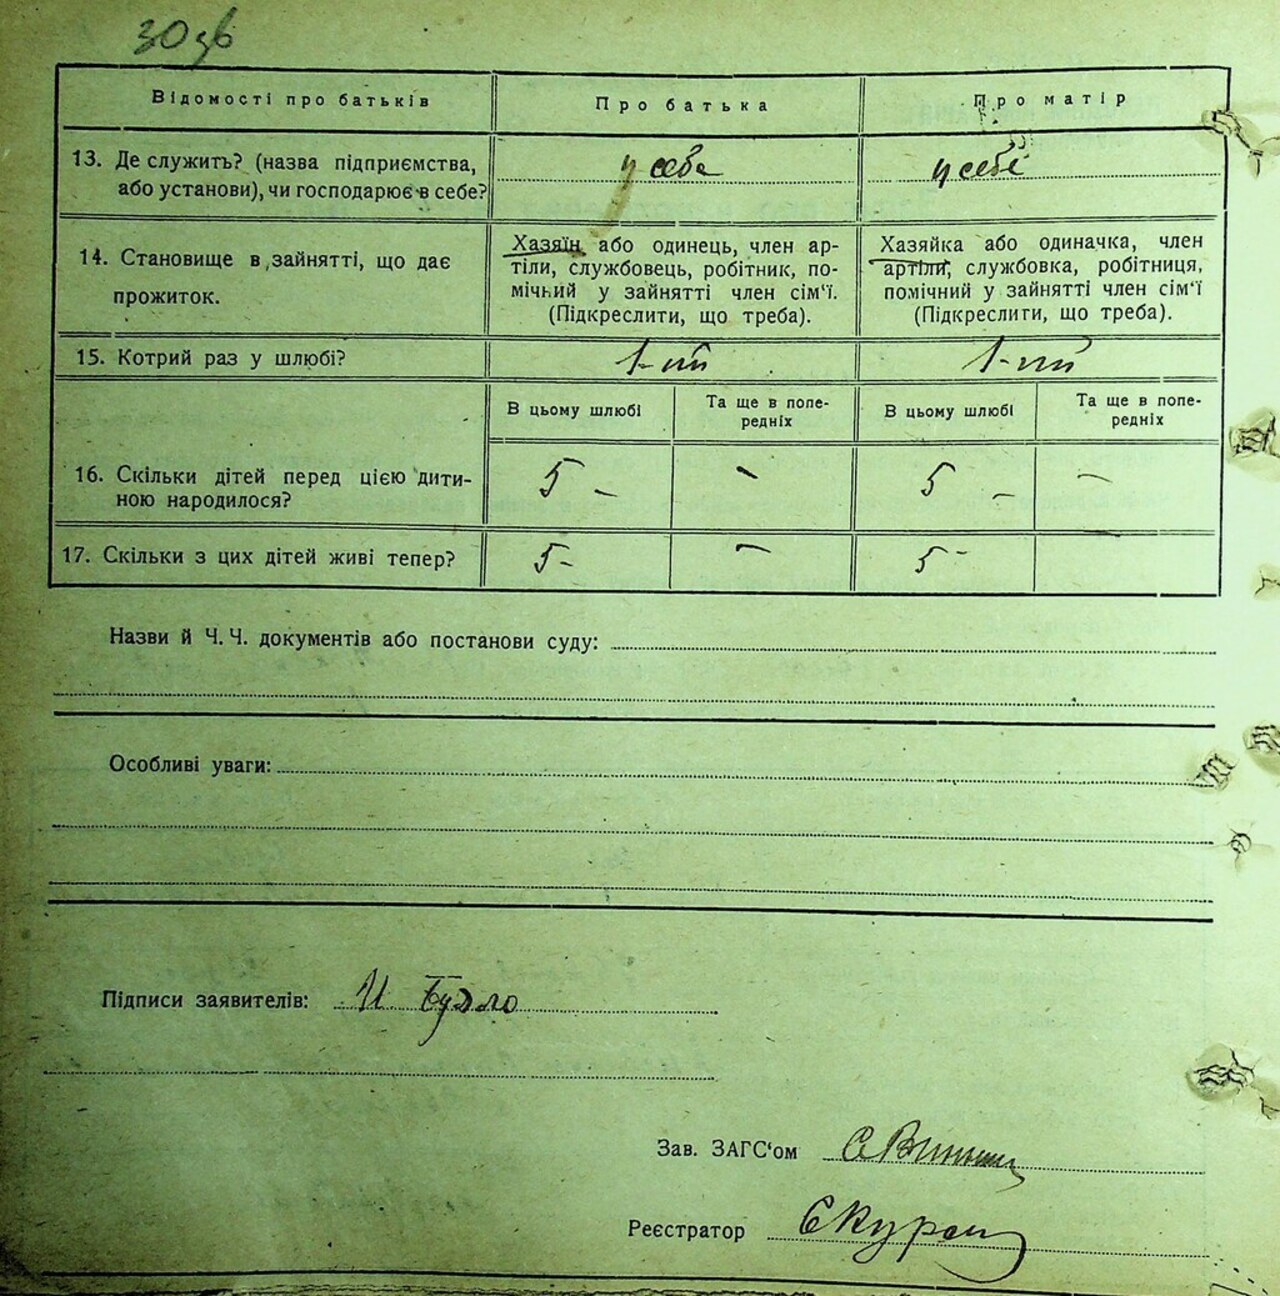 30 зв
Відомості про батьків
Про батька
Про матір
13. Де служить? (назва підприємства,
або установи), чи господарює в себе?
у себе
у себе
14. Становище в зайнятті, що дає
прожиток.
Хазяїн або одинець, член ар-
тіли, службовець, робітник, по-
мічний у зайнятті член сім‘ї.
(Підкреслити, що треба).
Хазяйка або одиначка, член
артіли, службовка, робітниця,
помічний у зайнятті член сім‘ї
(Підкреслити, що треба).
15. Котрий раз у шлюбі?
1-ий
1-ий
В цьому шлюбі
Та ще в попе-
редніх
В цьому шлюбі
Та ще в попе-
редніх
16. Скільки дітей перед цією дити-
ною народилося?
5 –
–
5 –
–
17. Скільки з цих дітей живі тепер?
5 –
–
5 –
Назви й Ч. Ч. документів або постанови суду:
Особливі уваги:
Підписи заявителів:
Зав. ЗАГС‘ом
Реєстратор